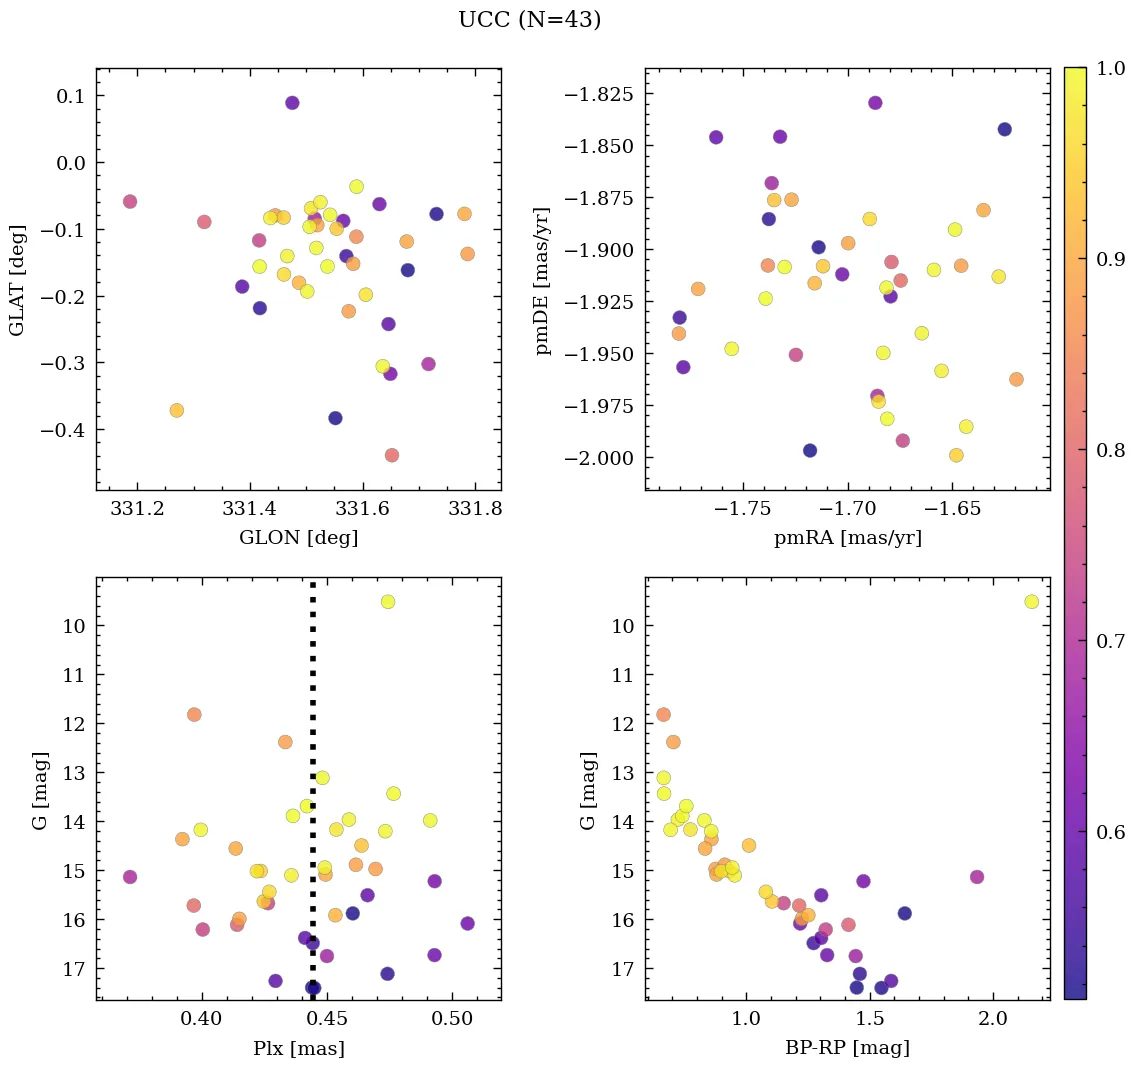 UCC (N=43)
0.1
0.0
−0.1
−0.2
−0.3
−0.4
GLAT [deg]
331.2 331.4 331.6 331.8
GLON [deg]
−1.825
−1.850
−1.875
−1.900
−1.925
−1.950
−1.975
−2.000
pmDE [mas/yr]
−1.75 −1.70 −1.65
pmRA [mas/yr]
1.0
0.9
0.8
0.7
0.6
10
11
12
13
14
15
16
17
G [mag]
0.40 0.45 0.50
Plx [mas]
10
11
12
13
14
15
16
17
G [mag]
1.0 1.5 2.0
BP-RP [mag]